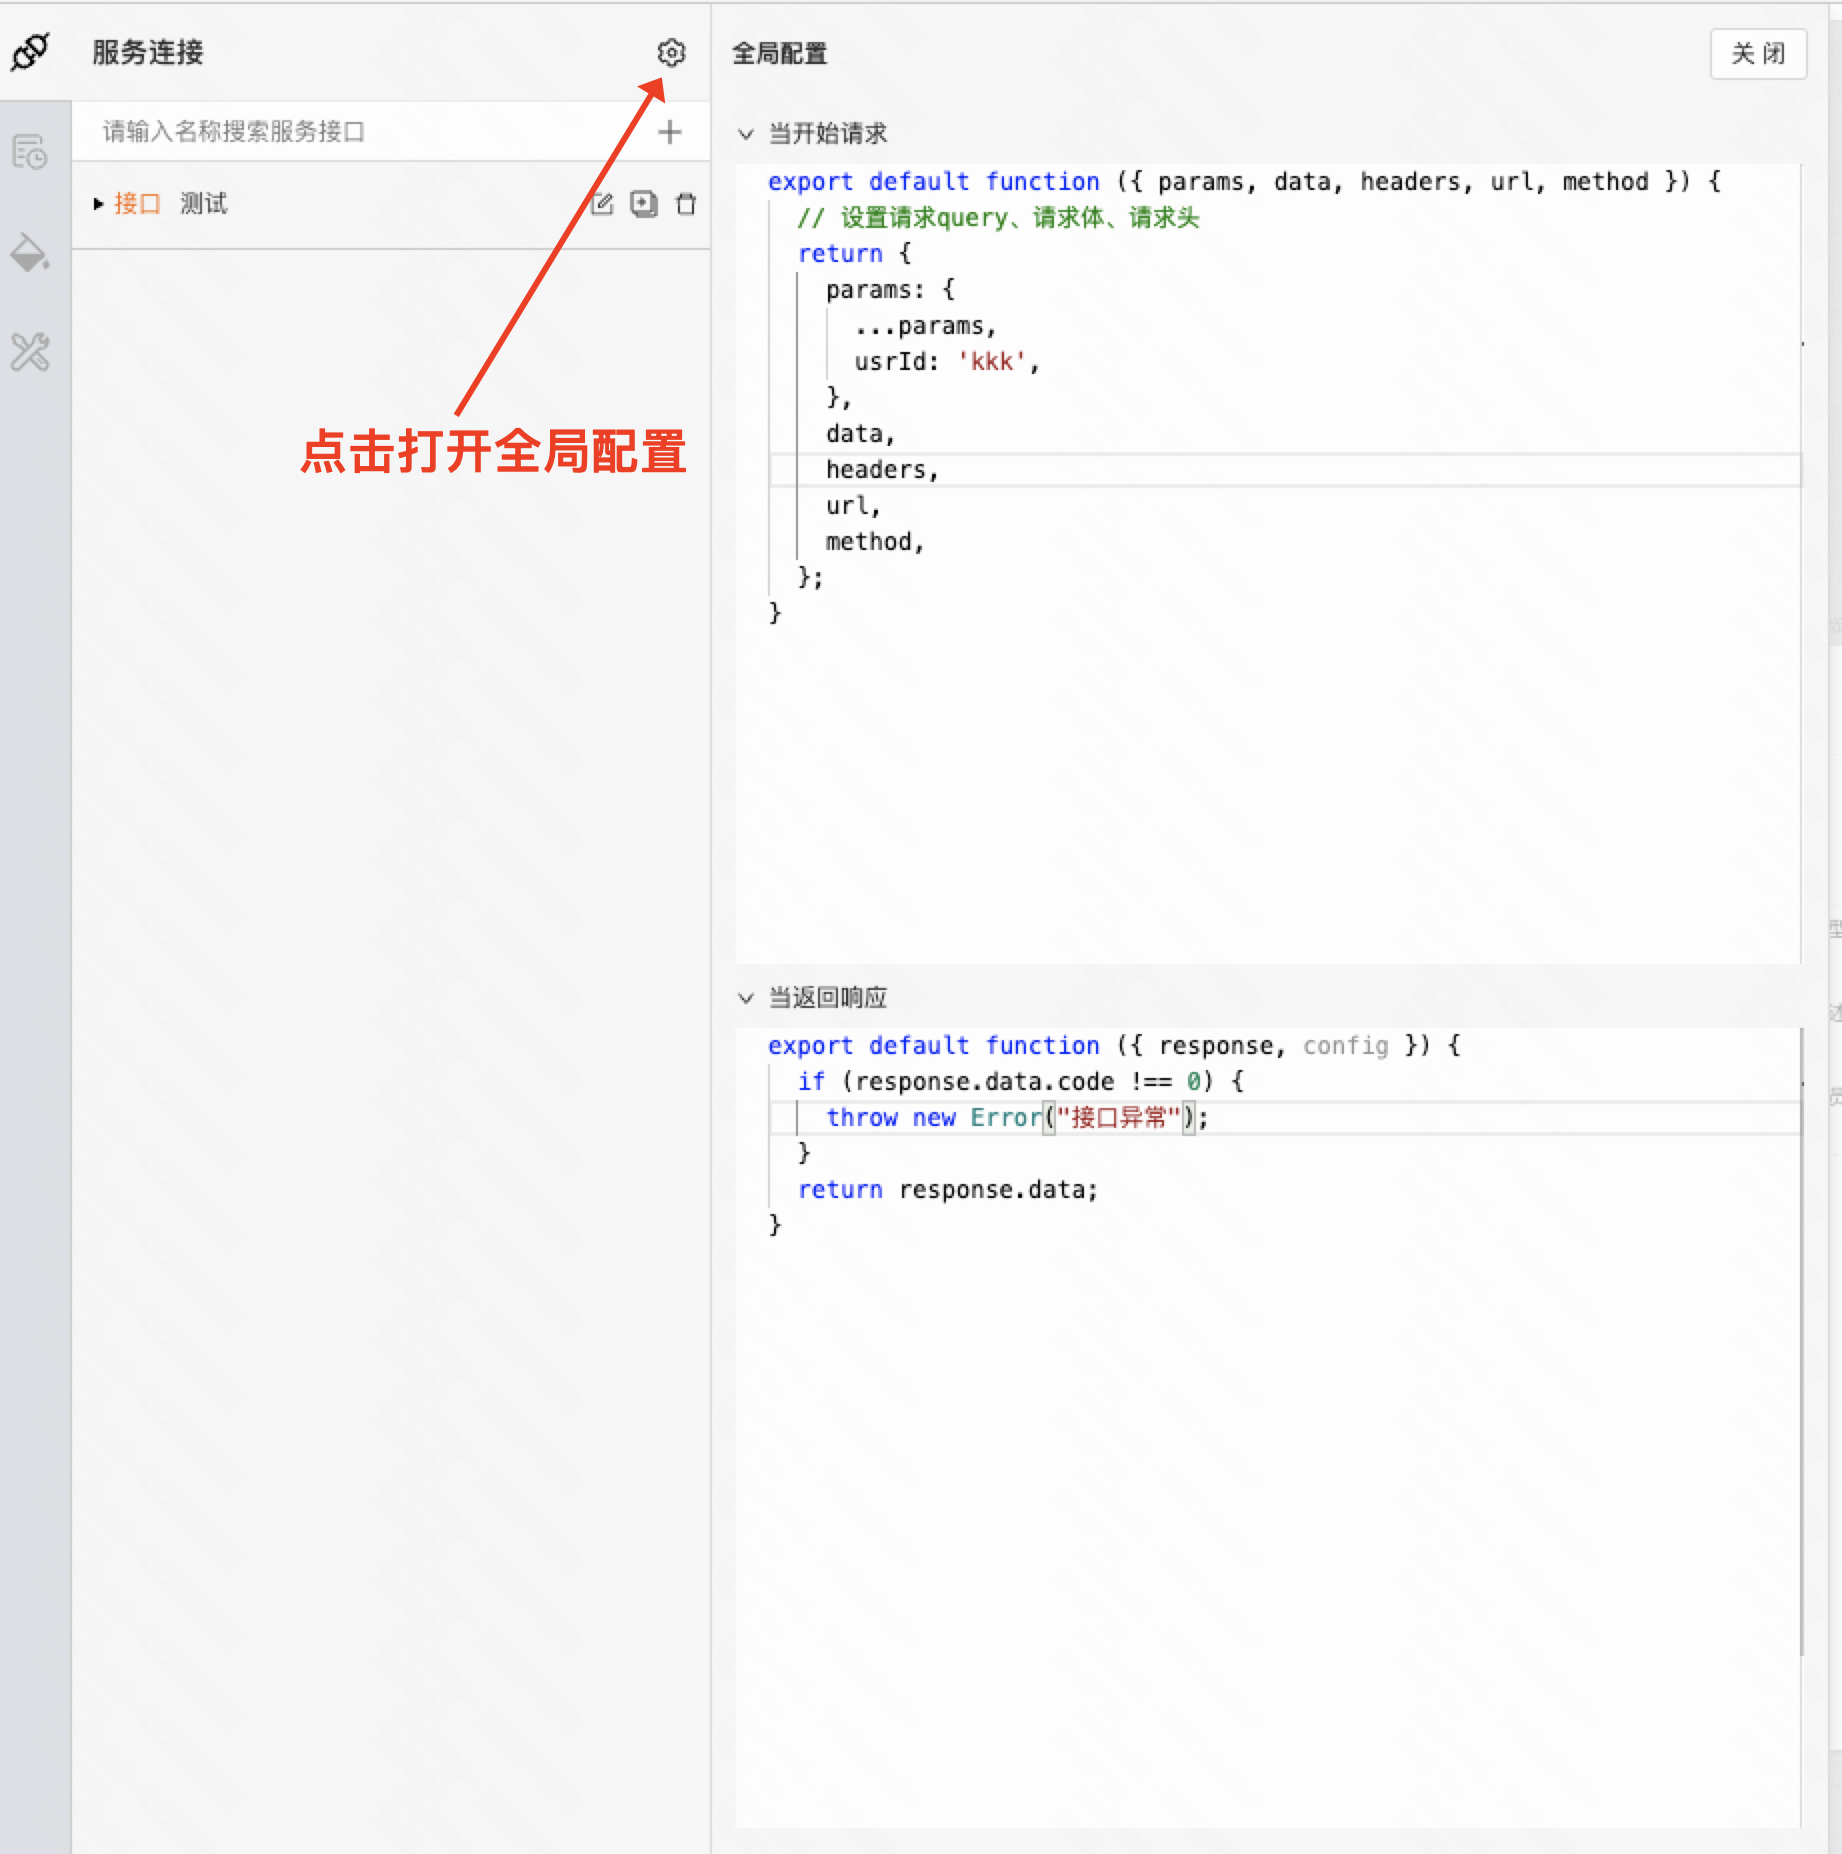 服务连接
请输入名称搜索服务接口
接口 测试
点击打开全局配置
全局配置
关 闭
当开始请求
export default function ({ params, data, headers, url, method }) {
  // 设置请求query、请求体、请求头
  return {
    params: {
      ...params,
      usrId: 'kkk',
    },
    data,
    headers,
    url,
    method,
  };
}
当返回响应
export default function ({ response, config }) {
  if (response.data.code !== 0) {
    throw new Error("接口异常");
  }
  return response.data;
}